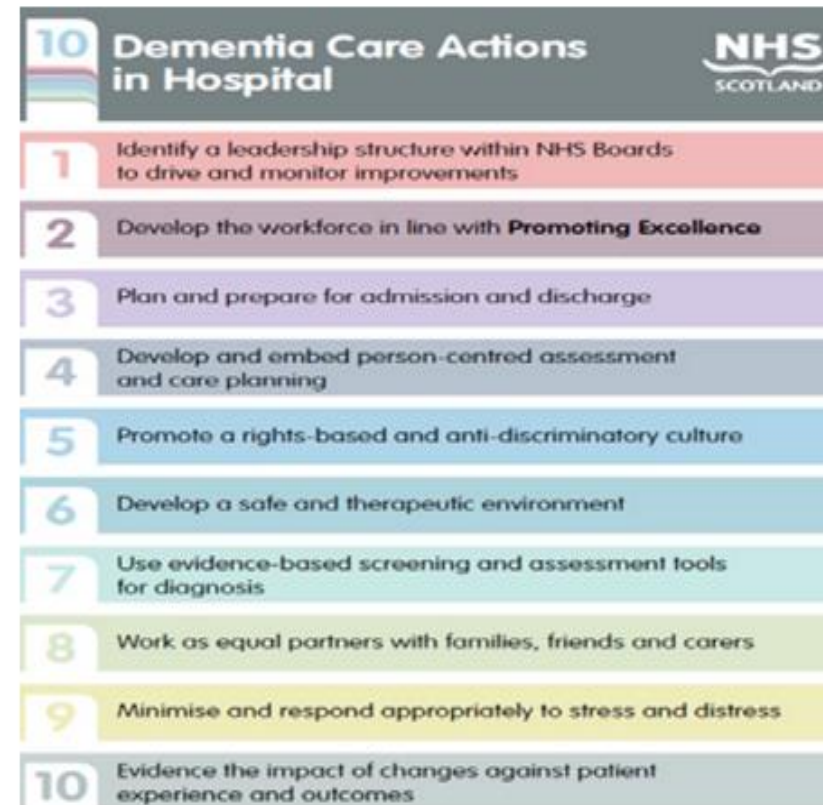 10
Dementia Care Actions
in Hospital
NHS
SCOTLAND
1
Identify a leadership structure within NHS Boards
to drive and monitor improvements
2
Develop the workforce in line with Promoting Excellence
3
Plan and prepare for admission and discharge
4
Develop and embed person-centred assessment
and care planning
5
Promote a rights-based and anti-discriminatory culture
6
Develop a safe and therapeutic environment
7
Use evidence-based screening and assessment tools
for diagnosis
8
Work as equal partners with families, friends and carers
9
Minimise and respond appropriately to stress and distress
10
Evidence the impact of changes against patient
experience and outcomes